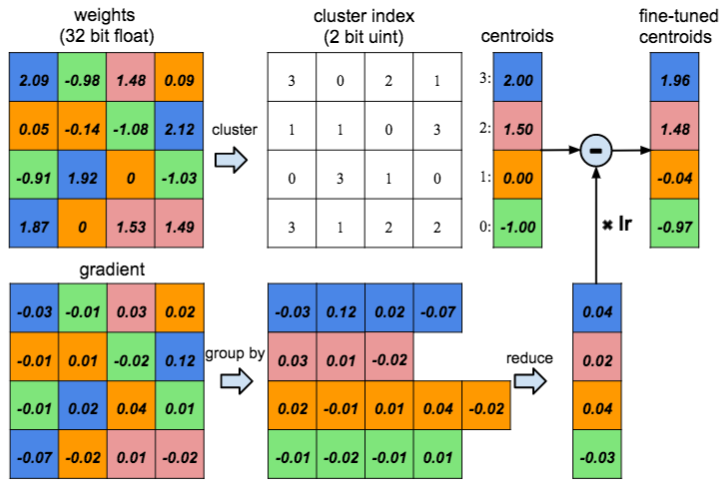 weights
(32 bit float)
cluster index
(2 bit uint)
centroids
fine-tuned
centroids
2.09 -0.98 1.48 0.09
0.05 -0.14 -1.08 2.12
-0.91 1.92 0 -1.03
1.87 0 1.53 1.49
cluster
3 0 2 1
1 1 0 3
0 3 1 0
3 1 2 2
3: 2.00
2: 1.50
1: 0.00
0: -1.00
-
× lr
1.96
1.48
-0.04
-0.97
gradient
-0.03 -0.01 0.03 0.02
-0.01 0.01 -0.02 0.12
-0.01 0.02 0.04 0.01
-0.07 -0.02 0.01 -0.02
group by
-0.03 0.12 0.02 -0.07
0.03 0.01 -0.02
0.02 -0.01 0.01 0.04 -0.02
-0.01 -0.02 -0.01 0.01
reduce
0.04
0.02
0.04
-0.03